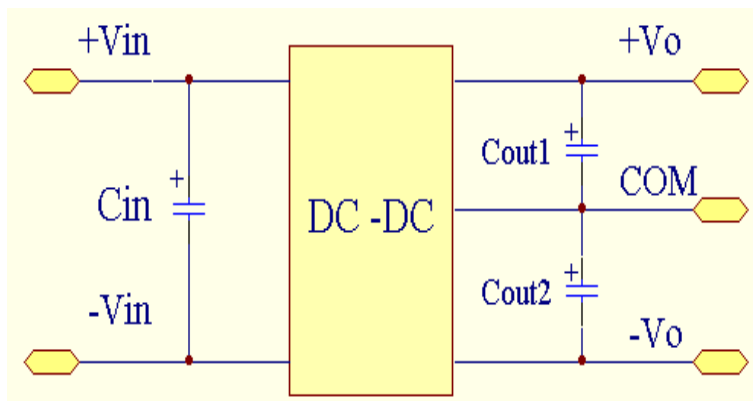 +Vin
+Vo
+
Cout1
+
COM
Cin
DC -DC
+
Cout2
-Vin
-Vo